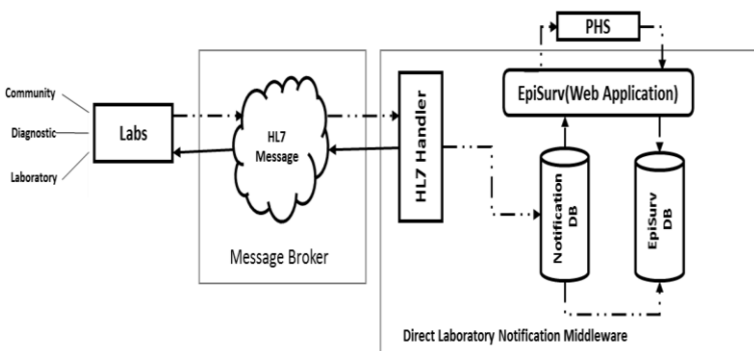 PHS
EpiSurv(Web Application)
Community
Diagnostic
Laboratory
Labs
HL7
Message
HL7 Handler
Notification
DB
EpiSurv
DB
Message Broker
Direct Laboratory Notification Middleware